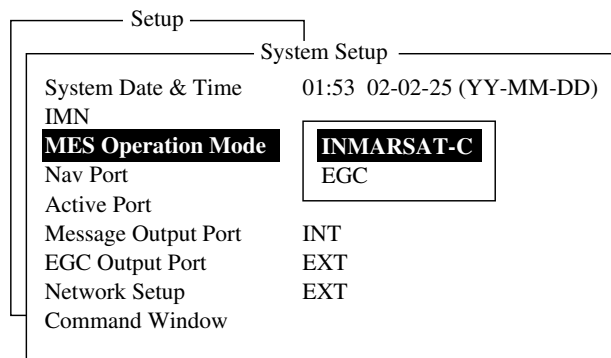 Setup
System Setup
System Date & Time 01:53 02-02-25 (YY-MM-DD)
IMN
MES Operation Mode INMARSAT-C
Nav Port EGC
Active Port
Message Output Port INT
EGC Output Port EXT
Network Setup EXT
Command Window